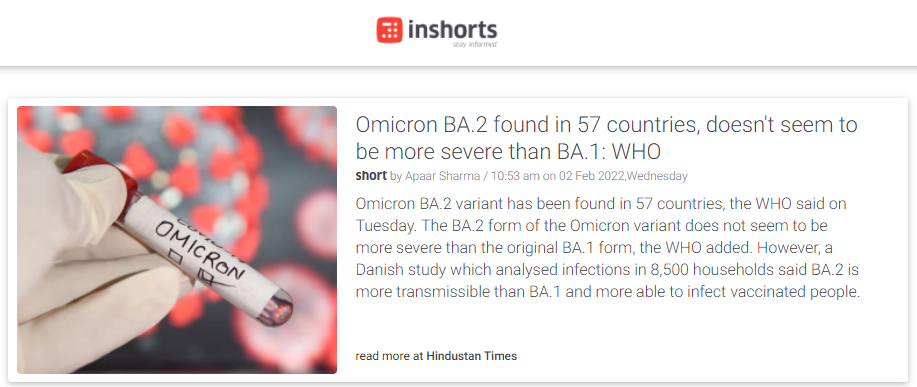 inshorts
stay informed
COVID
OMICRON
Omicron BA.2 found in 57 countries, doesn't seem to
be more severe than BA.1: WHO
short by Apaar Sharma / 10:53 am on 02 Feb 2022,Wednesday
Omicron BA.2 variant has been found in 57 countries, the WHO said on
Tuesday. The BA.2 form of the Omicron variant does not seem to be
more severe than the original BA.1 form, the WHO added. However, a
Danish study which analysed infections in 8,500 households said BA.2 is
more transmissible than BA.1 and more able to infect vaccinated people.
read more at Hindustan Times